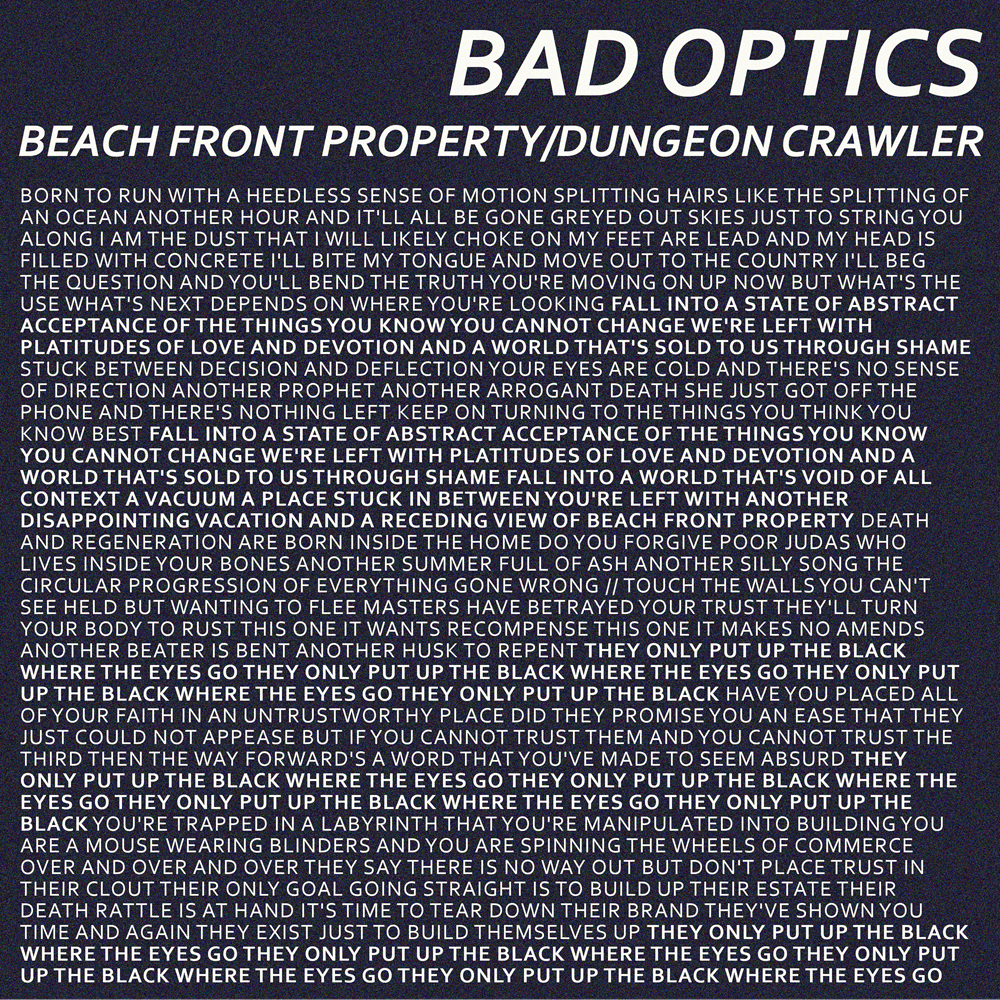 BAD OPTICS
BEACH FRONT PROPERTY/DUNGEON CRAWLER
BORN TO RUN WITH A HEEDLESS SENSE OF MOTION SPLITTING HAIRS LIKE THE SPLITTING OF
AN OCEAN ANOTHER HOUR AND IT'LL ALL BE GONE GREYED OUT SKIES JUST TO STRING YOU
ALONG I AM THE DUST THAT I WILL LIKELY CHOKE ON MY FEET ARE LEAD AND MY HEAD IS
FILLED WITH CONCRETE I'LL BITE MY TONGUE AND MOVE OUT TO THE COUNTRY I'LL BEG
THE QUESTION AND YOU'LL BEND THE TRUTH YOU'RE MOVING ON UP NOW BUT WHAT'S THE
USE WHAT'S NEXT DEPENDS ON WHERE YOU'RE LOOKING FALL INTO A STATE OF ABSTRACT
ACCEPTANCE OF THE THINGS YOU KNOW YOU CANNOT CHANGE WE'RE LEFT WITH
PLATITUDES OF LOVE AND DEVOTION AND A WORLD THAT'S SOLD TO US THROUGH SHAME
STUCK BETWEEN DECISION AND DEFLECTION YOUR EYES ARE COLD AND THERE'S NO SENSE
OF DIRECTION ANOTHER PROPHET ANOTHER ARROGANT DEATH SHE JUST GOT OFF THE
PHONE AND THERE'S NOTHING LEFT KEEP ON TURNING TO THE THINGS YOU THINK YOU
KNOW BEST FALL INTO A STATE OF ABSTRACT ACCEPTANCE OF THE THINGS YOU KNOW
YOU CANNOT CHANGE WE'RE LEFT WITH PLATITUDES OF LOVE AND DEVOTION AND A
WORLD THAT'S SOLD TO US THROUGH SHAME FALL INTO A WORLD THAT'S VOID OF ALL
CONTEXT A VACUUM A PLACE STUCK IN BETWEEN YOU'RE LEFT WITH ANOTHER
DISAPPOINTING VACATION AND A RECEDING VIEW OF BEACH FRONT PROPERTY DEATH
AND REGENERATION ARE BORN INSIDE THE HOME DO YOU FORGIVE POOR JUDAS WHO
LIVES INSIDE YOUR BONES ANOTHER SUMMER FULL OF ASH ANOTHER SILLY SONG THE
CIRCULAR PROGRESSION OF EVERYTHING GONE WRONG // TOUCH THE WALLS YOU CAN'T
SEE HELD BUT WANTING TO FLEE MASTERS HAVE BETRAYED YOUR TRUST THEY'LL TURN
YOUR BODY TO RUST THIS ONE IT WANTS RECOMPENSE THIS ONE IT MAKES NO AMENDS
ANOTHER BEATER IS BENT ANOTHER HUSK TO REPENT THEY ONLY PUT UP THE BLACK
WHERE THE EYES GO THEY ONLY PUT UP THE BLACK WHERE THE EYES GO THEY ONLY PUT
UP THE BLACK WHERE THE EYES GO THEY ONLY PUT UP THE BLACK HAVE YOU PLACED ALL
OF YOUR FAITH IN AN UNTRUSTWORTHY PLACE DID THEY PROMISE YOU AN EASE THAT THEY
JUST COULD NOT APPEASE BUT IF YOU CANNOT TRUST THEM AND YOU CANNOT TRUST THE
THIRD THEN THE WAY FORWARD'S A WORD THAT YOU'VE MADE TO SEEM ABSURD THEY
ONLY PUT UP THE BLACK WHERE THE EYES GO THEY ONLY PUT UP THE BLACK WHERE THE
EYES GO THEY ONLY PUT UP THE BLACK WHERE THE EYES GO THEY ONLY PUT UP THE
BLACK YOU'RE TRAPPED IN A LABYRINTH THAT YOU'RE MANIPULATED INTO BUILDING YOU
ARE A MOUSE WEARING BLINDERS AND YOU ARE SPINNING THE WHEELS OF COMMERCE
OVER AND OVER AND OVER THEY SAY THERE IS NO WAY OUT BUT DON'T PLACE TRUST IN
THEIR CLOUT THEIR ONLY GOAL GOING STRAIGHT IS TO BUILD UP THEIR ESTATE THEIR
DEATH RATTLE IS AT HAND IT'S TIME TO TEAR DOWN THEIR BRAND THEY'VE SHOWN YOU
TIME AND AGAIN THEY EXIST JUST TO BUILD THEMSELVES UP THEY ONLY PUT UP THE BLACK
WHERE THE EYES GO THEY ONLY PUT UP THE BLACK WHERE THE EYES GO THEY ONLY PUT
UP THE BLACK WHERE THE EYES GO THEY ONLY PUT UP THE BLACK WHERE THE EYES GO